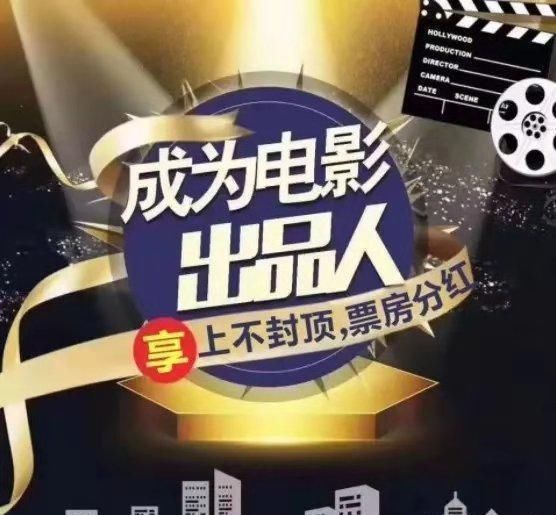 HOLLYWOOD
PRODUCTION
DIRECTOR
CAMERA
DATE SCENE
成为电影
出品人
享上不封顶,票房分红